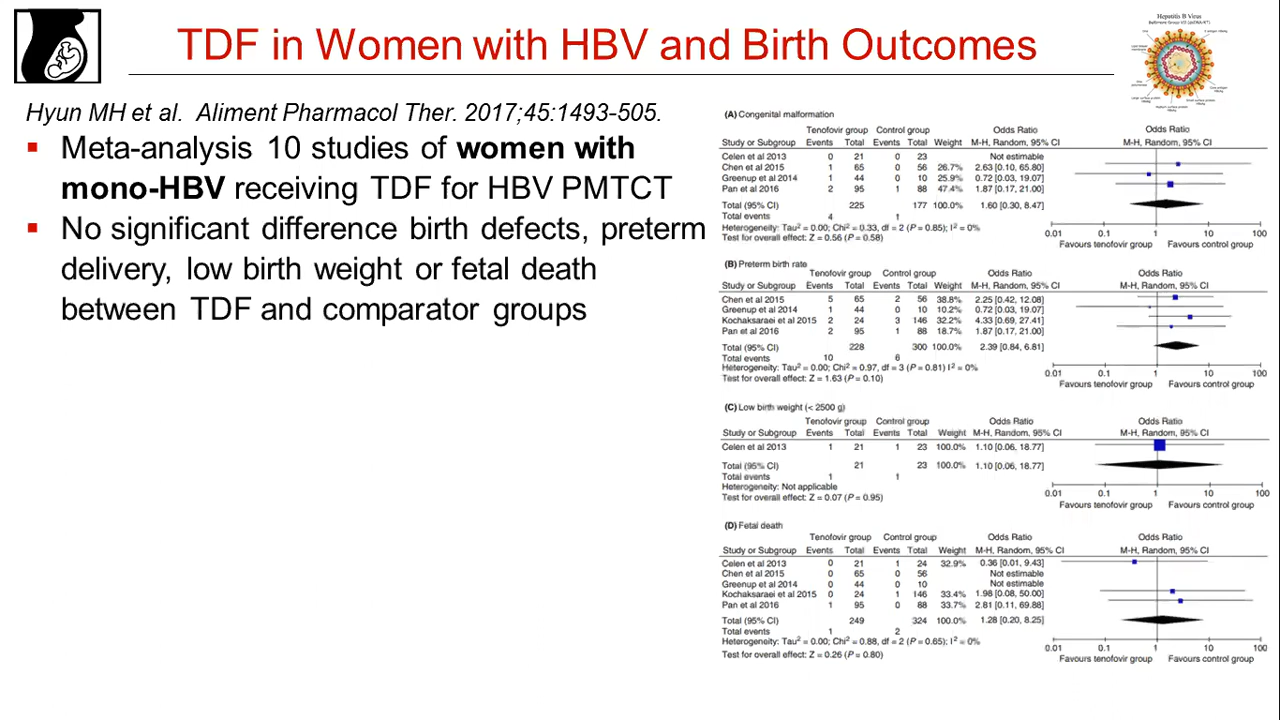 TDF in Women with HBV and Birth Outcomes
Hepatitis B Virus
Hyun MH et al. Aliment Pharmacol Ther. 2017;45:1493-505.
▪ Meta-analysis 10 studies of women with
mono-HBV receiving TDF for HBV PMTCT
▪ No significant difference birth defects, preterm
delivery, low birth weight or fetal death
between TDF and comparator groups
(A) Congenital malformation
Tenofovir group Control group Odds Ratio Odds Ratio
Study or Subgroup Events Total Events Total Weight M-H, Random, 95% CI M-H, Random, 95% CI
Celen et al 2013 0 21 0 23 Not estimable
Chen et al 2015 1 65 0 56 26.7% 2.63 [0.10, 65.80]
Greenup et al 2014 1 44 0 10 25.9% 0.72 [0.03, 19.07]
Pan et al 2016 2 95 1 88 47.4% 1.87 [0.17, 21.00]
Total (95% CI) 225 177 100.0% 1.60 [0.30, 8.47]
Total events 4 1
Heterogeneity: Tau² = 0.00; Chi² = 0.33, df = 2 (P = 0.85); I² = 0%
Test for overall effect: Z = 0.56 (P = 0.58)
0.01 0.1 1 10 100
Favours tenofovir group Favours control group
(B) Preterm birth rate
Tenofovir group Control group Odds Ratio Odds Ratio
Study or Subgroup Events Total Events Total Weight M-H, Random, 95% CI M-H, Random, 95% CI
Chen et al 2015 5 65 2 56 38.8% 2.25 [0.42, 12.08]
Greenup et al 2014 1 44 0 10 10.2% 0.72 [0.03, 19.07]
Kochaksaraei et al 2015 2 24 3 146 32.2% 4.33 [0.69, 27.41]
Pan et al 2016 2 95 1 88 18.7% 1.87 [0.17, 21.00]
Total (95% CI) 228 300 100.0% 2.39 [0.84, 6.81]
Total events 10 6
Heterogeneity: Tau² = 0.00; Chi² = 0.97, df = 3 (P = 0.81) I² = 0%
Test for overall effect: Z = 1.63 (P = 0.10)
0.01 0.1 1 10 100
Favours tenofovir group Favours control group
(C) Low birth weight (< 2500 g)
Tenofovir group Control group Odds Ratio Odds Ratio
Study or Subgroup Events Total Events Total Weight M-H, Random, 95% CI M-H, Random, 95% CI
Celen et al 2013 1 21 1 23 100.0% 1.10 [0.06, 18.77]
Total (95% CI) 21 23 100.0% 1.10 [0.06, 18.77]
Total events 1 1
Heterogeneity: Not applicable
Test for overall effect: Z = 0.07 (P = 0.95)
0.01 0.1 1 10 100
Favours tenofovir group Favours control group
(D) Fetal death
Tenofovir group Control group Odds Ratio Odds Ratio
Study or Subgroup Events Total Events Total Weight M-H, Random, 95% CI M-H, Random, 95% CI
Celen et al 2013 0 21 1 24 32.9% 0.36 [0.01, 9.43]
Chen et al 2015 0 65 0 56 Not estimable
Greenup et al 2014 0 44 0 10 Not estimable
Kochaksaraei et al 2015 0 24 1 146 33.4% 1.98 [0.08, 50.00]
Pan et al 2016 1 95 0 88 33.7% 2.81 [0.11, 69.88]
Total (95% CI) 249 324 100.0% 1.28 [0.20, 8.25]
Total events 1 2
Heterogeneity: Tau² = 0.00; Chi² = 0.88, df = 2 (P = 0.65); I² = 0%
Test for overall effect: Z = 0.26 (P = 0.80)
0.01 0.1 1 10 100
Favours tenofovir group Favours control group